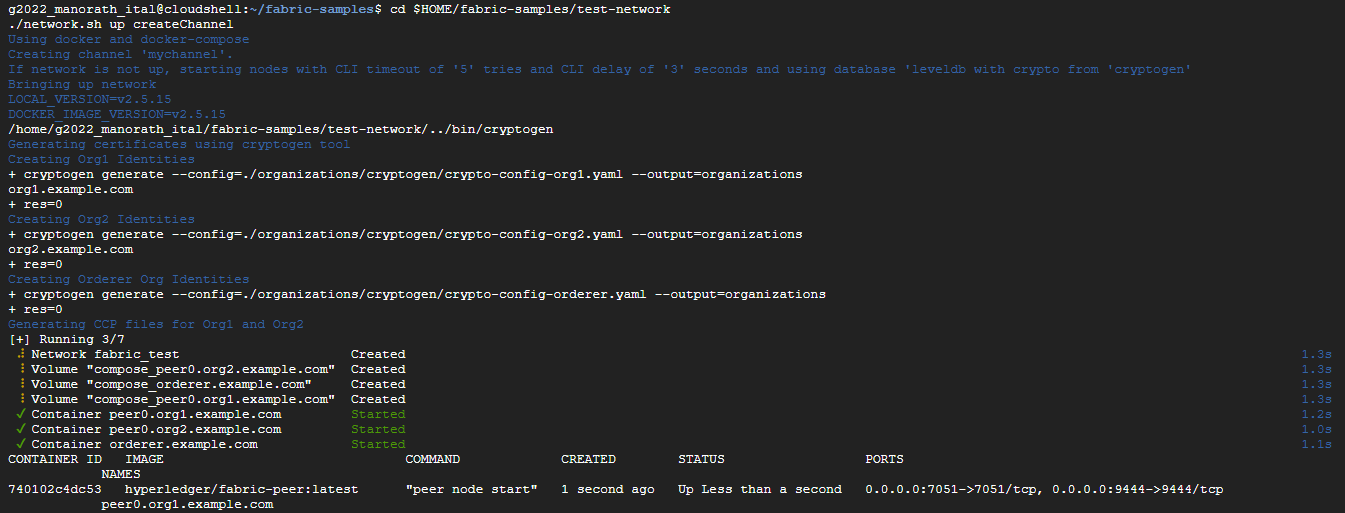 g2022_manorath_ital@cloudshell:~/fabric-samples$ cd $HOME/fabric-samples/test-network
./network.sh up createChannel
Using docker and docker-compose
Creating channel 'mychannel'.
If network is not up, starting nodes with CLI timeout of '5' tries and CLI delay of '3' seconds and using database 'leveldb with crypto from 'cryptogen'
Bringing up network
LOCAL_VERSION=v2.5.15
DOCKER_IMAGE_VERSION=v2.5.15
/home/g2022_manorath_ital/fabric-samples/test-network/../bin/cryptogen
Generating certificates using cryptogen tool
Creating Org1 Identities
+ cryptogen generate --config=./organizations/cryptogen/crypto-config-org1.yaml --output=organizations
org1.example.com
+ res=0
Creating Org2 Identities
+ cryptogen generate --config=./organizations/cryptogen/crypto-config-org2.yaml --output=organizations
org2.example.com
+ res=0
Creating Orderer Org Identities
+ cryptogen generate --config=./organizations/cryptogen/crypto-config-orderer.yaml --output=organizations
+ res=0
Generating CCP files for Org1 and Org2
[+] Running 3/7
⠼ Network fabric_test Created 1.3s
⠸ Volume "compose_peer0.org2.example.com" Created 1.3s
⠸ Volume "compose_orderer.example.com" Created 1.3s
⠸ Volume "compose_peer0.org1.example.com" Created 1.3s
✓ Container peer0.org1.example.com Started 1.2s
✓ Container peer0.org2.example.com Started 1.0s
✓ Container orderer.example.com Started 1.1s
CONTAINER ID IMAGE COMMAND CREATED STATUS PORTS
NAMES
740102c4dc53 hyperledger/fabric-peer:latest "peer node start" 1 second ago Up Less than a second 0.0.0.0:7051->7051/tcp, 0.0.0.0:9444->9444/tcp
peer0.org1.example.com